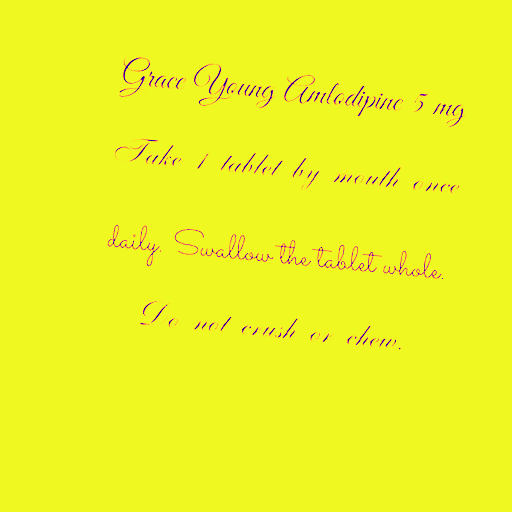 Grace Young Amlodipine 5 mg
Take 1 tablet by mouth once
daily. Swallow the tablet whole.
Do not crush or chew.